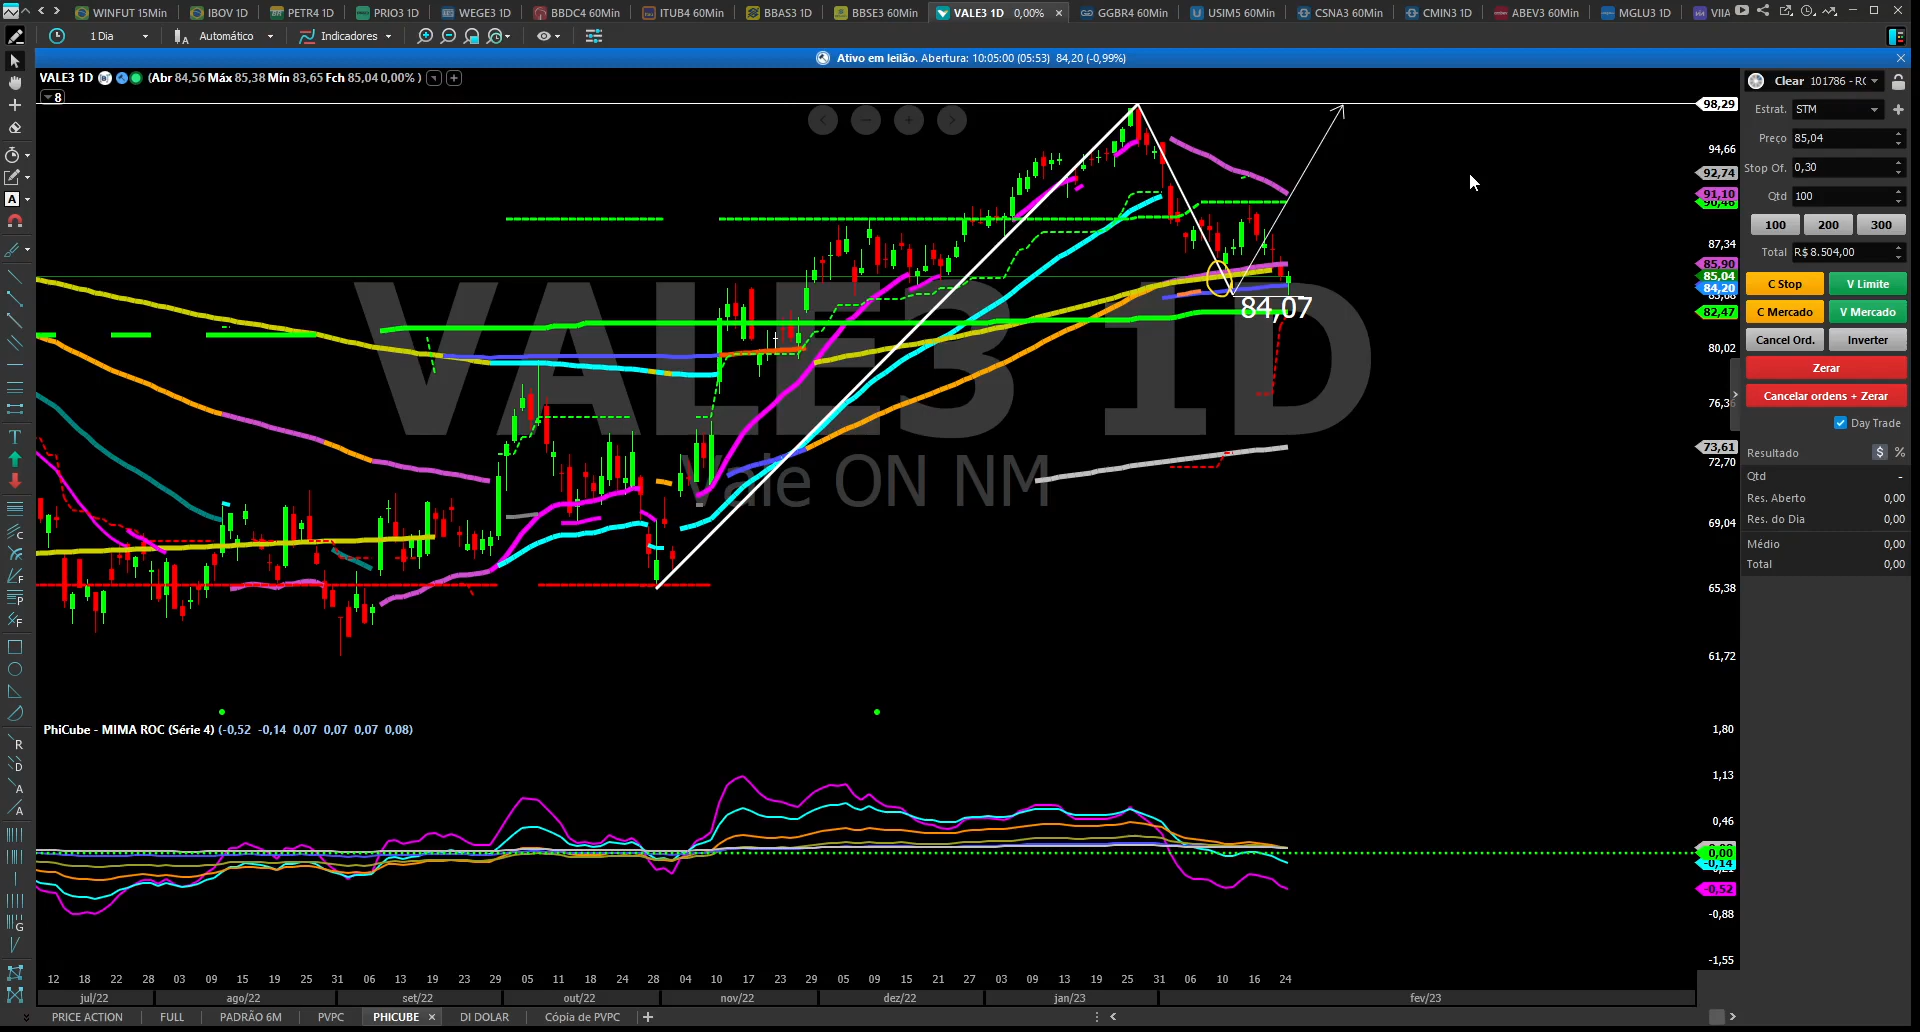 WINFUT 15Min IBOV 1D PETR4 1D PRIO3 1D WEGE3 1D BBDC4 60Min ITUB4 60Min BBAS3 1D BBSE3 60Min VALE3 1D 0,00% GGBR4 60Min USIM5 60Min CSNA3 60Min CMIN3 1D ABEV3 60Min MGLU3 1D VIIA
1 Dia Automático Indicadores
Ativo em leilão. Abertura: 10:05:00 (05:53) 84,20 (-0,99%)
VALE3 1D (Abr 84,56 Máx 85,38 Mín 83,65 Fch 85,04 0,00%)
8
VALE3 1D
Vale ON NM
84,07
98,29
94,66
92,74
91,10
90,46
87,34
85,90
85,04
84,20
82,47
80,02
73,61
72,70
69,04
65,38
61,72
PhiCube - MIMA ROC (Série 4) (-0,52 -0,14 0,07 0,07 0,07 0,08)
1,80
1,13
0,46
0,00
-0,14
-0,52
-0,88
-1,55
12 18 22 28 03 09 15 19 25 31 06 13 19 23 29 05 11 18 24 28 04 10 16 23 29 05 09 15 21 27 03 09 13 19 25 31 06 10 16 24
jul/22 ago/22 set/22 out/22 nov/22 dez/22 jan/23 fev/23
PRICE ACTION FULL PADRÃO 6M PVPC PHICUBE DI DOLAR Cópia de PVPC
Clear 101786 - RC
Estrat. STM
Preço 85,04
Stop Of. 0,30
Qtd 100
100 200 300
Total R$ 8.504,00
C Stop V Limite
C Mercado V Mercado
Cancel Ord. Inverter
Zerar
Cancelar ordens + Zerar
Day Trade
Resultado $ %
Qtd -
Res. Aberto 0,00
Res. do Dia 0,00
Médio 0,00
Total 0,00